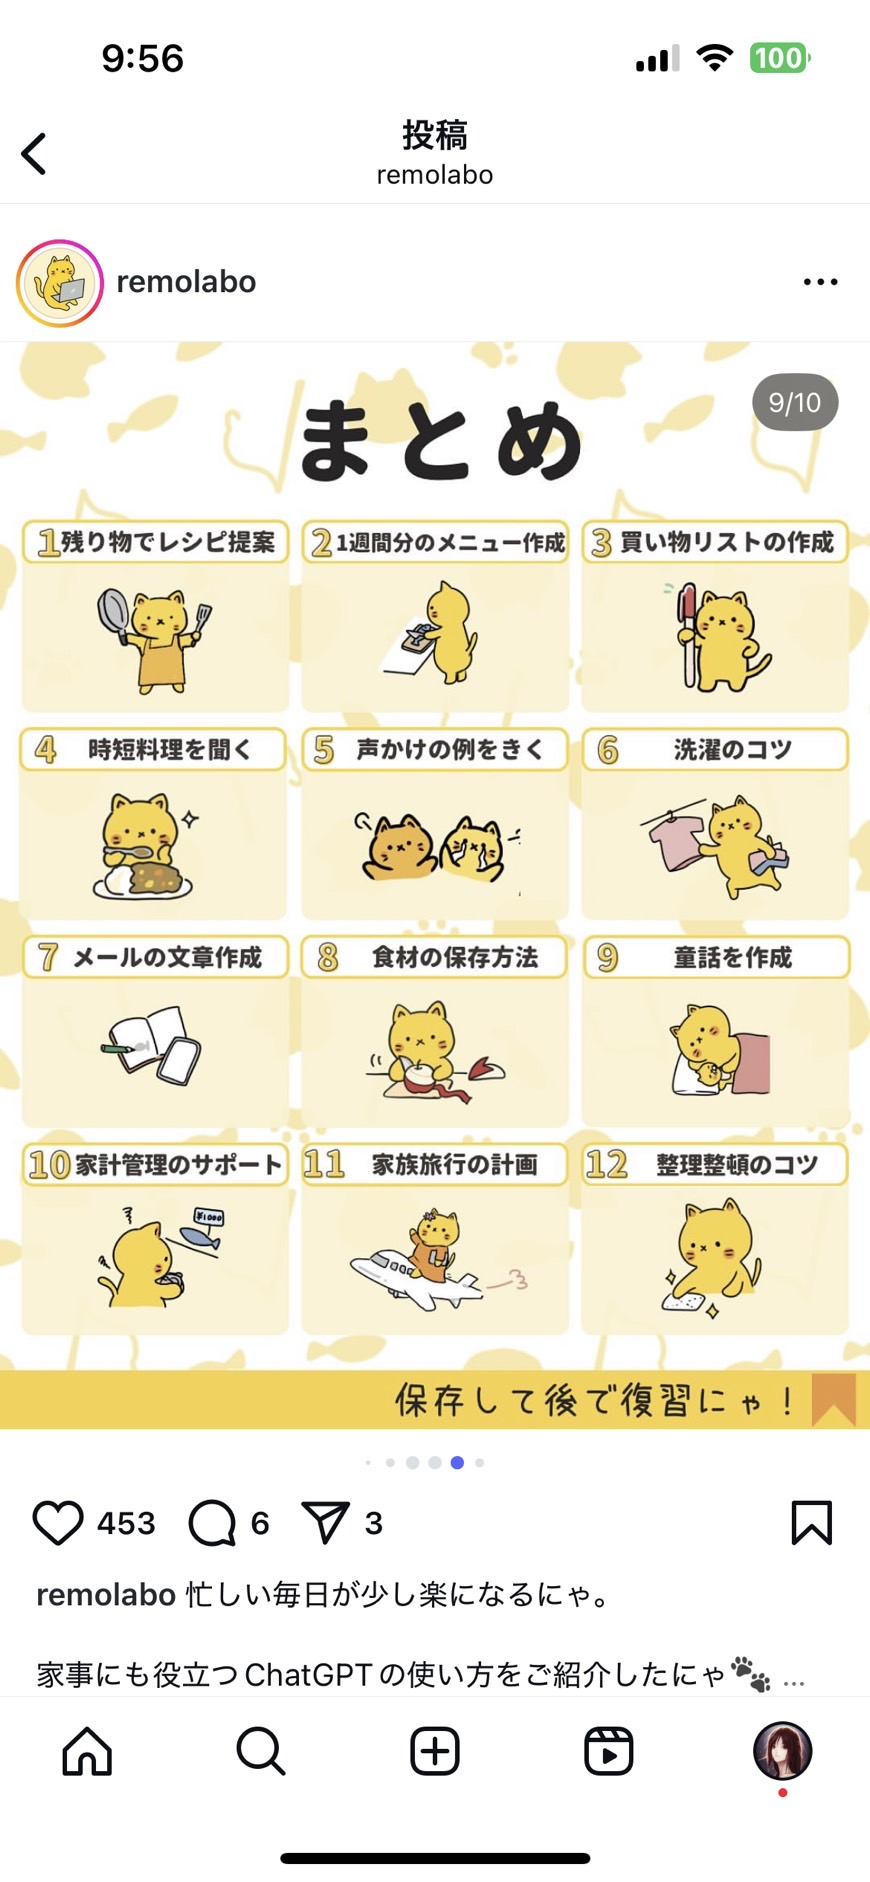 9:56
100
投稿
remolabo
remolabo
9/10
まとめ
1 残り物でレシピ提案
2 1週間分のメニュー作成
3 買い物リストの作成
4 時短料理を聞く
5 声かけの例をきく
6 洗濯のコツ
7 メールの文章作成
8 食材の保存方法
9 童話を作成
10 家計管理のサポート
¥1000
11 家族旅行の計画
12 整理整頓のコツ
保存して後で復習にゃ！
453
6
3
remolabo 忙しい毎日が少し楽になるにゃ。
家事にも役立つChatGPTの使い方をご紹介したにゃ🐾 ...